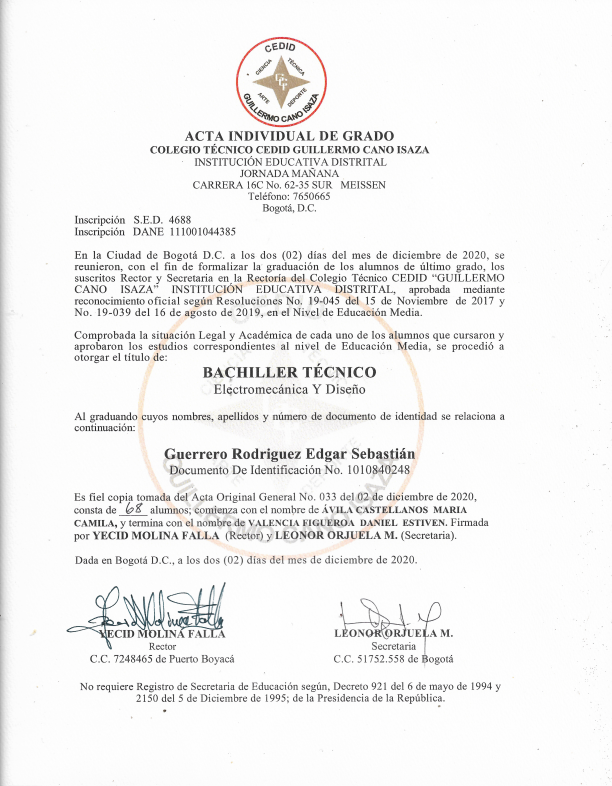 CEDID
CIENCIA
TÉCNICA
ARTE
DEPORTE
GUILLERMO CANO ISAZA
ACTA INDIVIDUAL DE GRADO
COLEGIO TÉCNICO CEDID GUILLERMO CANO ISAZA
INSTITUCIÓN EDUCATIVA DISTRITAL
JORNADA MAÑANA
CARRERA 16C No. 62-35 SUR MEISSEN
Teléfono: 7650665
Bogotá, D.C.
Inscripción S.E.D. 4688
Inscripción DANE 111001044385
En la Ciudad de Bogotá D.C. a los dos (02) días del mes de diciembre de 2020, se
reunieron, con el fin de formalizar la graduación de los alumnos de último grado, los
suscritos Rector y Secretaria en la Rectoría del Colegio Técnico CEDID "GUILLERMO
CANO ISAZA" INSTITUCIÓN EDUCATIVA DISTRITAL, aprobada mediante
reconocimiento oficial según Resoluciones No. 19-045 del 15 de Noviembre de 2017 y
No. 19-039 del 16 de agosto de 2019, en el Nivel de Educación Media.
Comprobada la situación Legal y Académica de cada uno de los alumnos que cursaron y
aprobaron los estudios correspondientes al nivel de Educación Media, se procedió a
otorgar el título de:
BACHILLER TÉCNICO
Electromecánica Y Diseño
Al graduando cuyos nombres, apellidos y número de documento de identidad se relaciona a
continuación:
Guerrero Rodriguez Edgar Sebastián
Documento De Identificación No. 1010840248
Es fiel copia tomada del Acta Original General No. 033 del 02 de diciembre de 2020,
consta de 68 alumnos; comienza con el nombre de ÁVILA CASTELLANOS MARIA
CAMILA, y termina con el nombre de VALENCIA FIGUEROA DANIEL ESTIVEN. Firmada
por YECID MOLINA FALLA (Rector) y LEONOR ORJUELA M. (Secretaria).
Dada en Bogotá D.C., a los dos (02) días del mes de diciembre de 2020.
YECID MOLINA FALLA
Rector
C.C. 7248465 de Puerto Boyacá
LEONOR ORJUELA M.
Secretaria
C.C. 51752.558 de Bogotá
No requiere Registro de Secretaria de Educación según, Decreto 921 del 6 de mayo de 1994 y
2150 del 5 de Diciembre de 1995; de la Presidencia de la República.